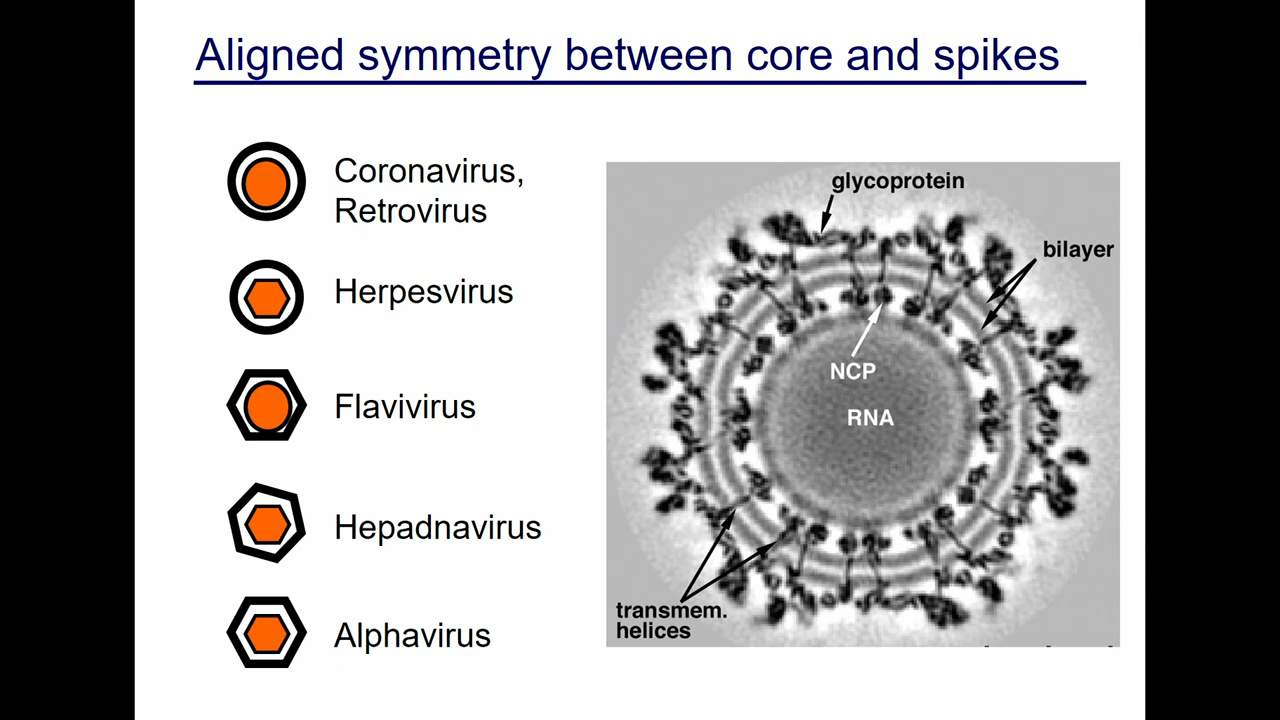 Aligned symmetry between core and spikes
Coronavirus,
Retrovirus
Herpesvirus
Flavivirus
Hepadnavirus
Alphavirus
glycoprotein
bilayer
NCP
RNA
transmem.
helices